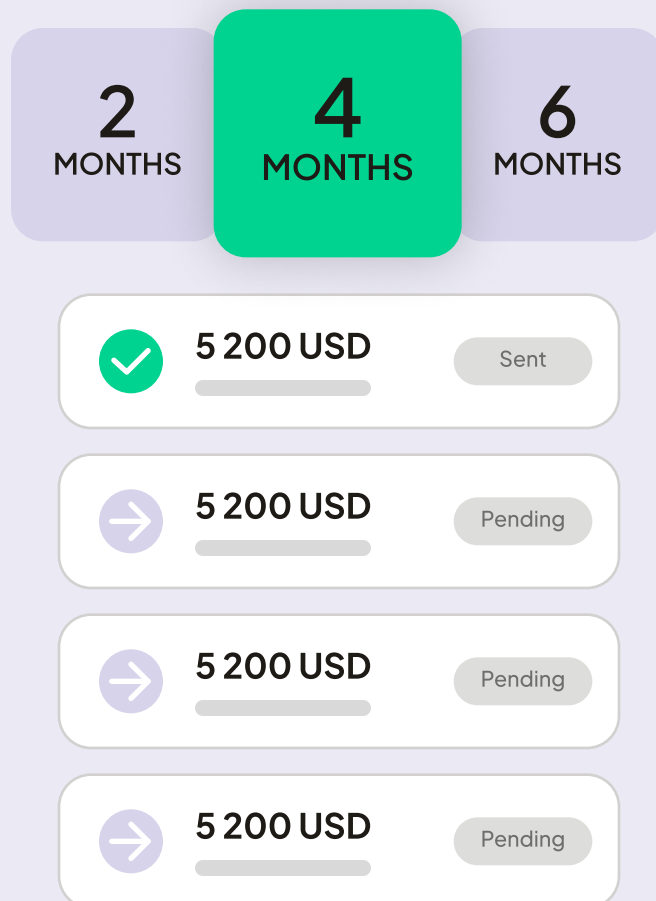 2
MONTHS
4
MONTHS
6
MONTHS
5 200 USD
Sent
5 200 USD
Pending
5 200 USD
Pending
5 200 USD
Pending